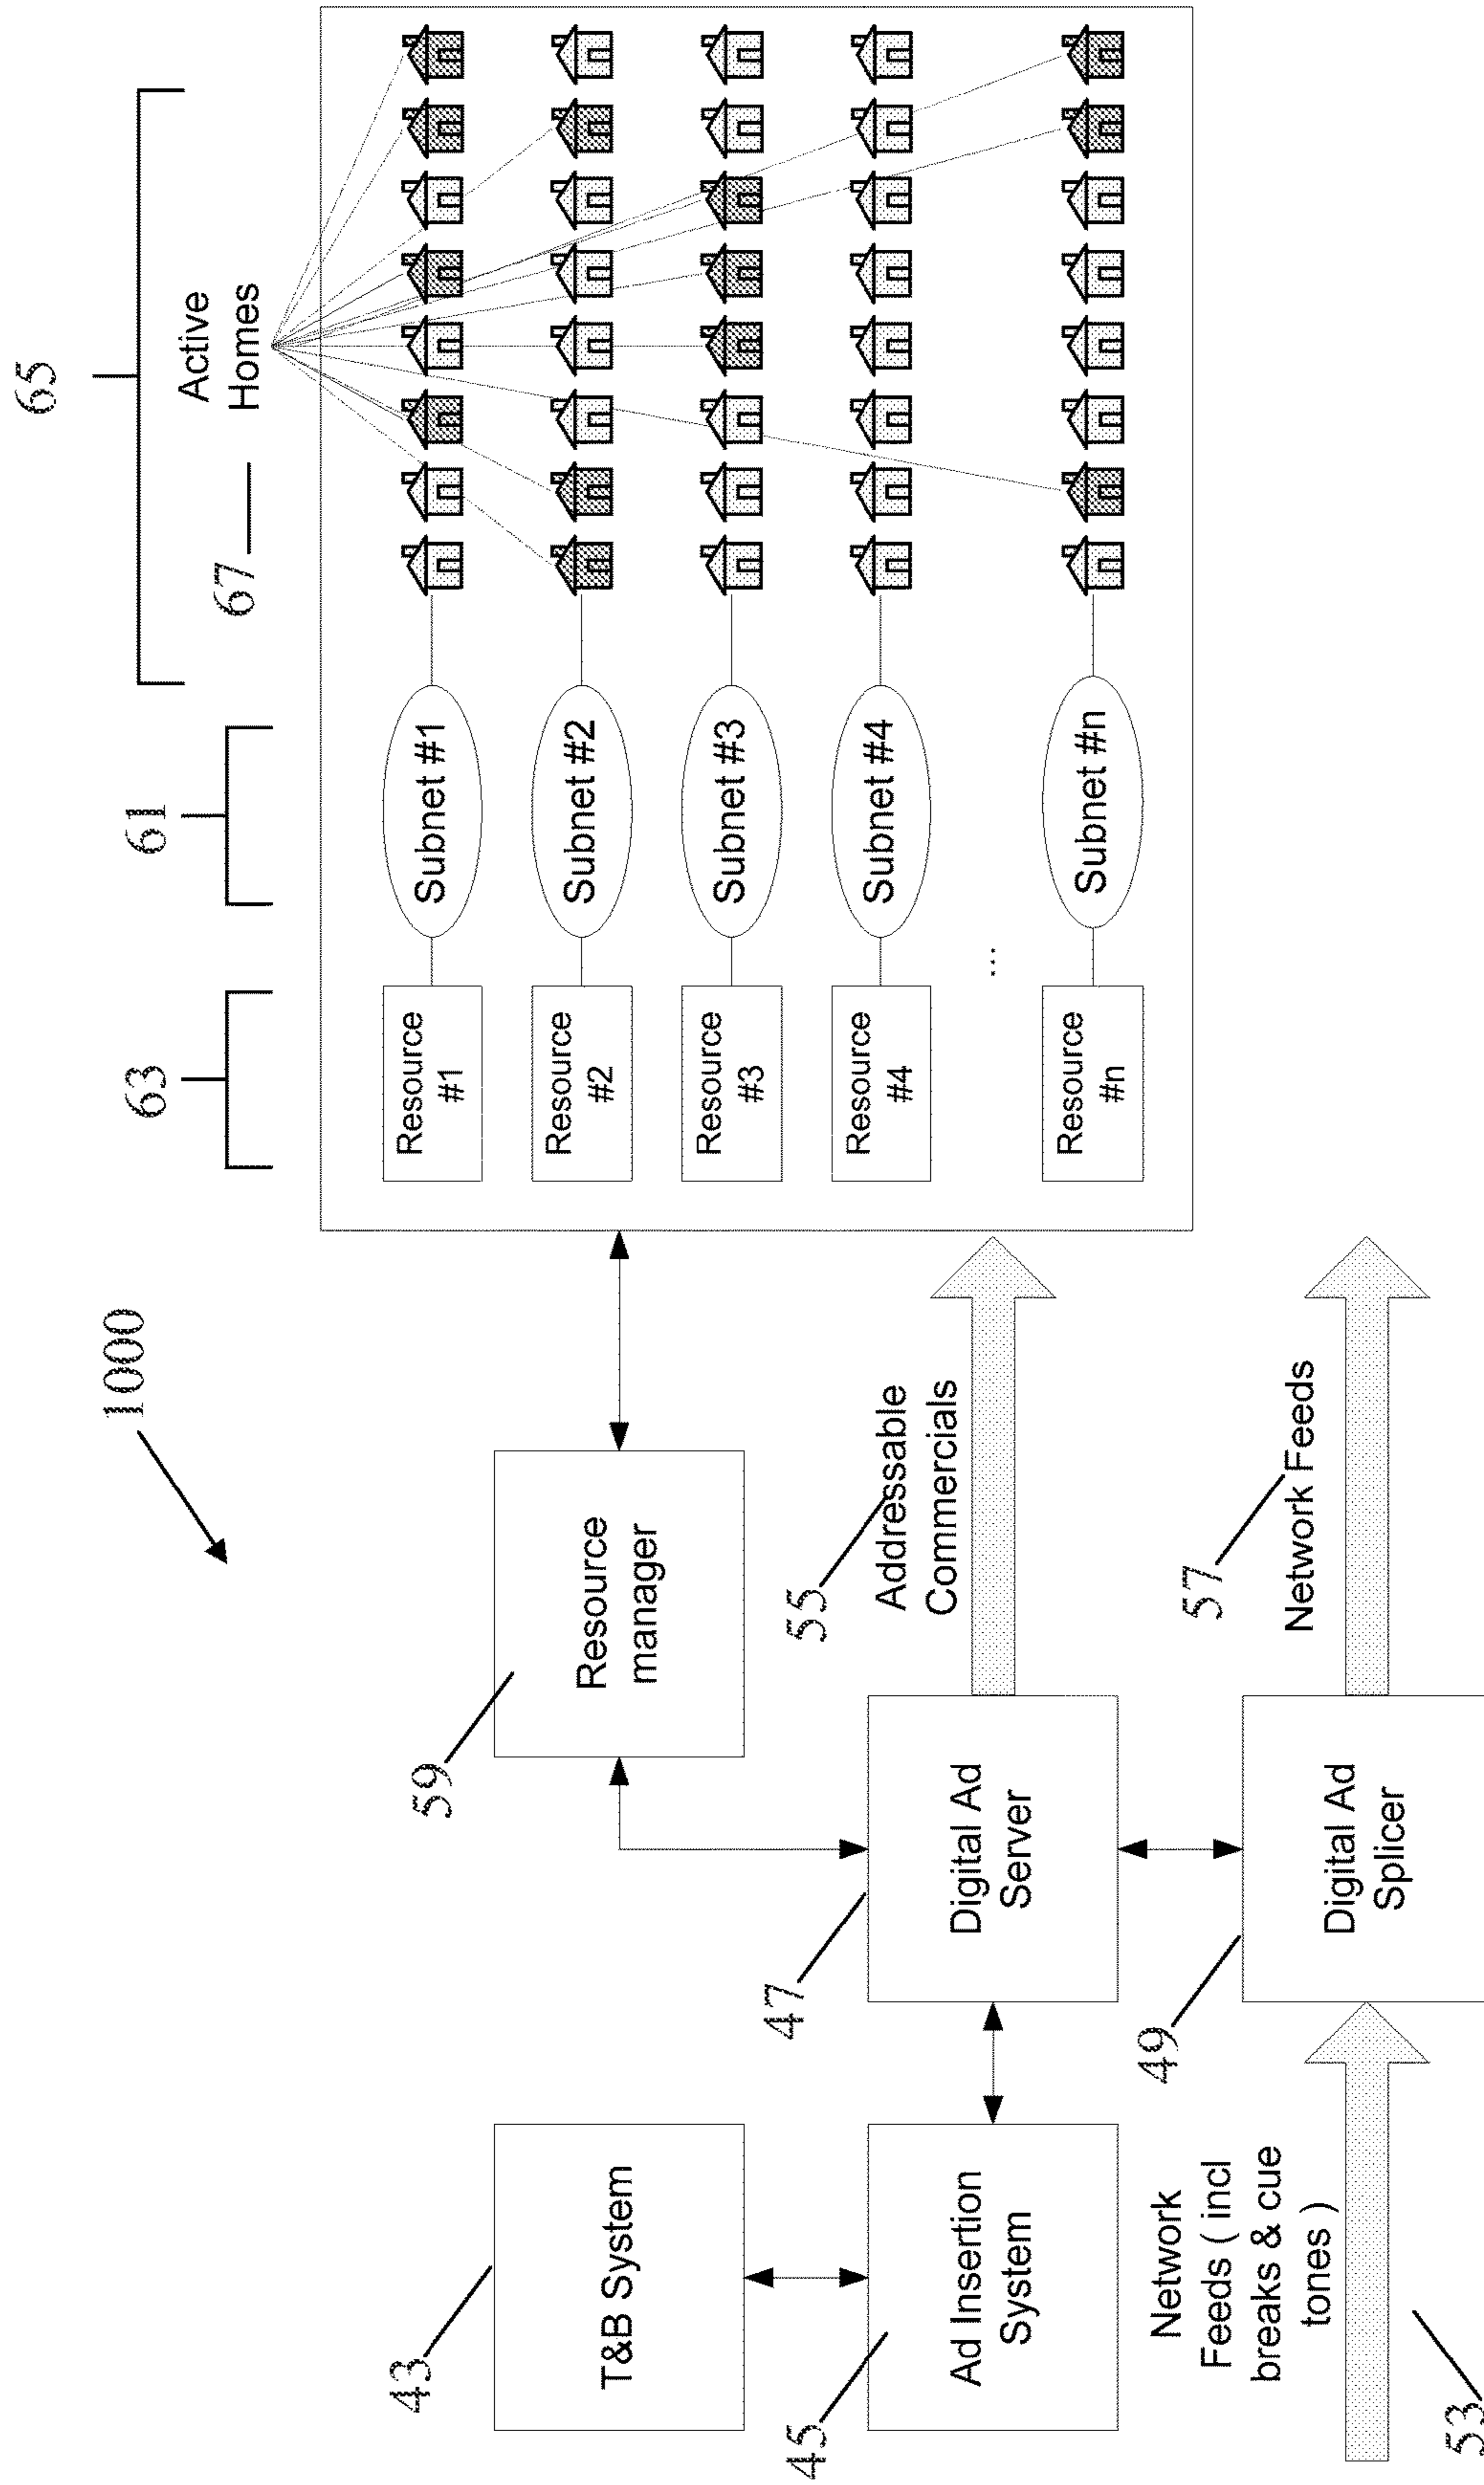 1000
65
63
61
67
Active
Homes
Resource
#1
Subnet #1
Resource
#2
Subnet #2
Resource
#3
Subnet #3
Resource
#4
Subnet #4
...
Resource
#n
Subnet #n
43
T&B System
59
Resource
manager
45
Ad Insertion
System
47
Digital Ad
Server
55
Addressable
Commercials
53
Network
Feeds ( incl
breaks & cue
tones )
49
Digital Ad
Splicer
57
Network Feeds